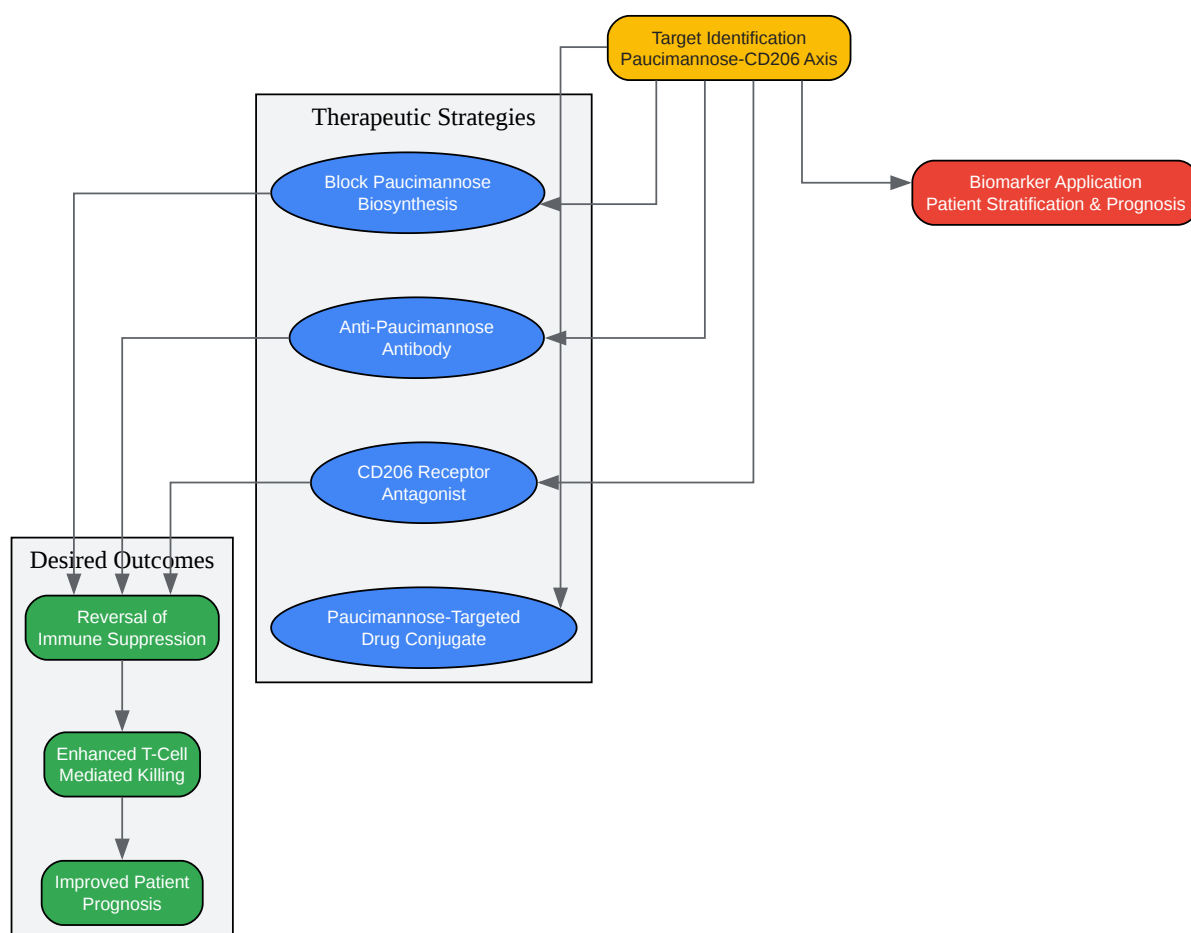 Target Identification
Paucimannose-CD206 Axis
Therapeutic Strategies
Block Paucimannose
Biosynthesis
Biomarker Application
Patient Stratification & Prognosis
Anti-Paucimannose
Antibody
CD206 Receptor
Antagonist
Paucimannose-Targeted
Drug Conjugate
Desired Outcomes
Reversal of
Immune Suppression
Enhanced T-Cell
Mediated Killing
Improved Patient
Prognosis